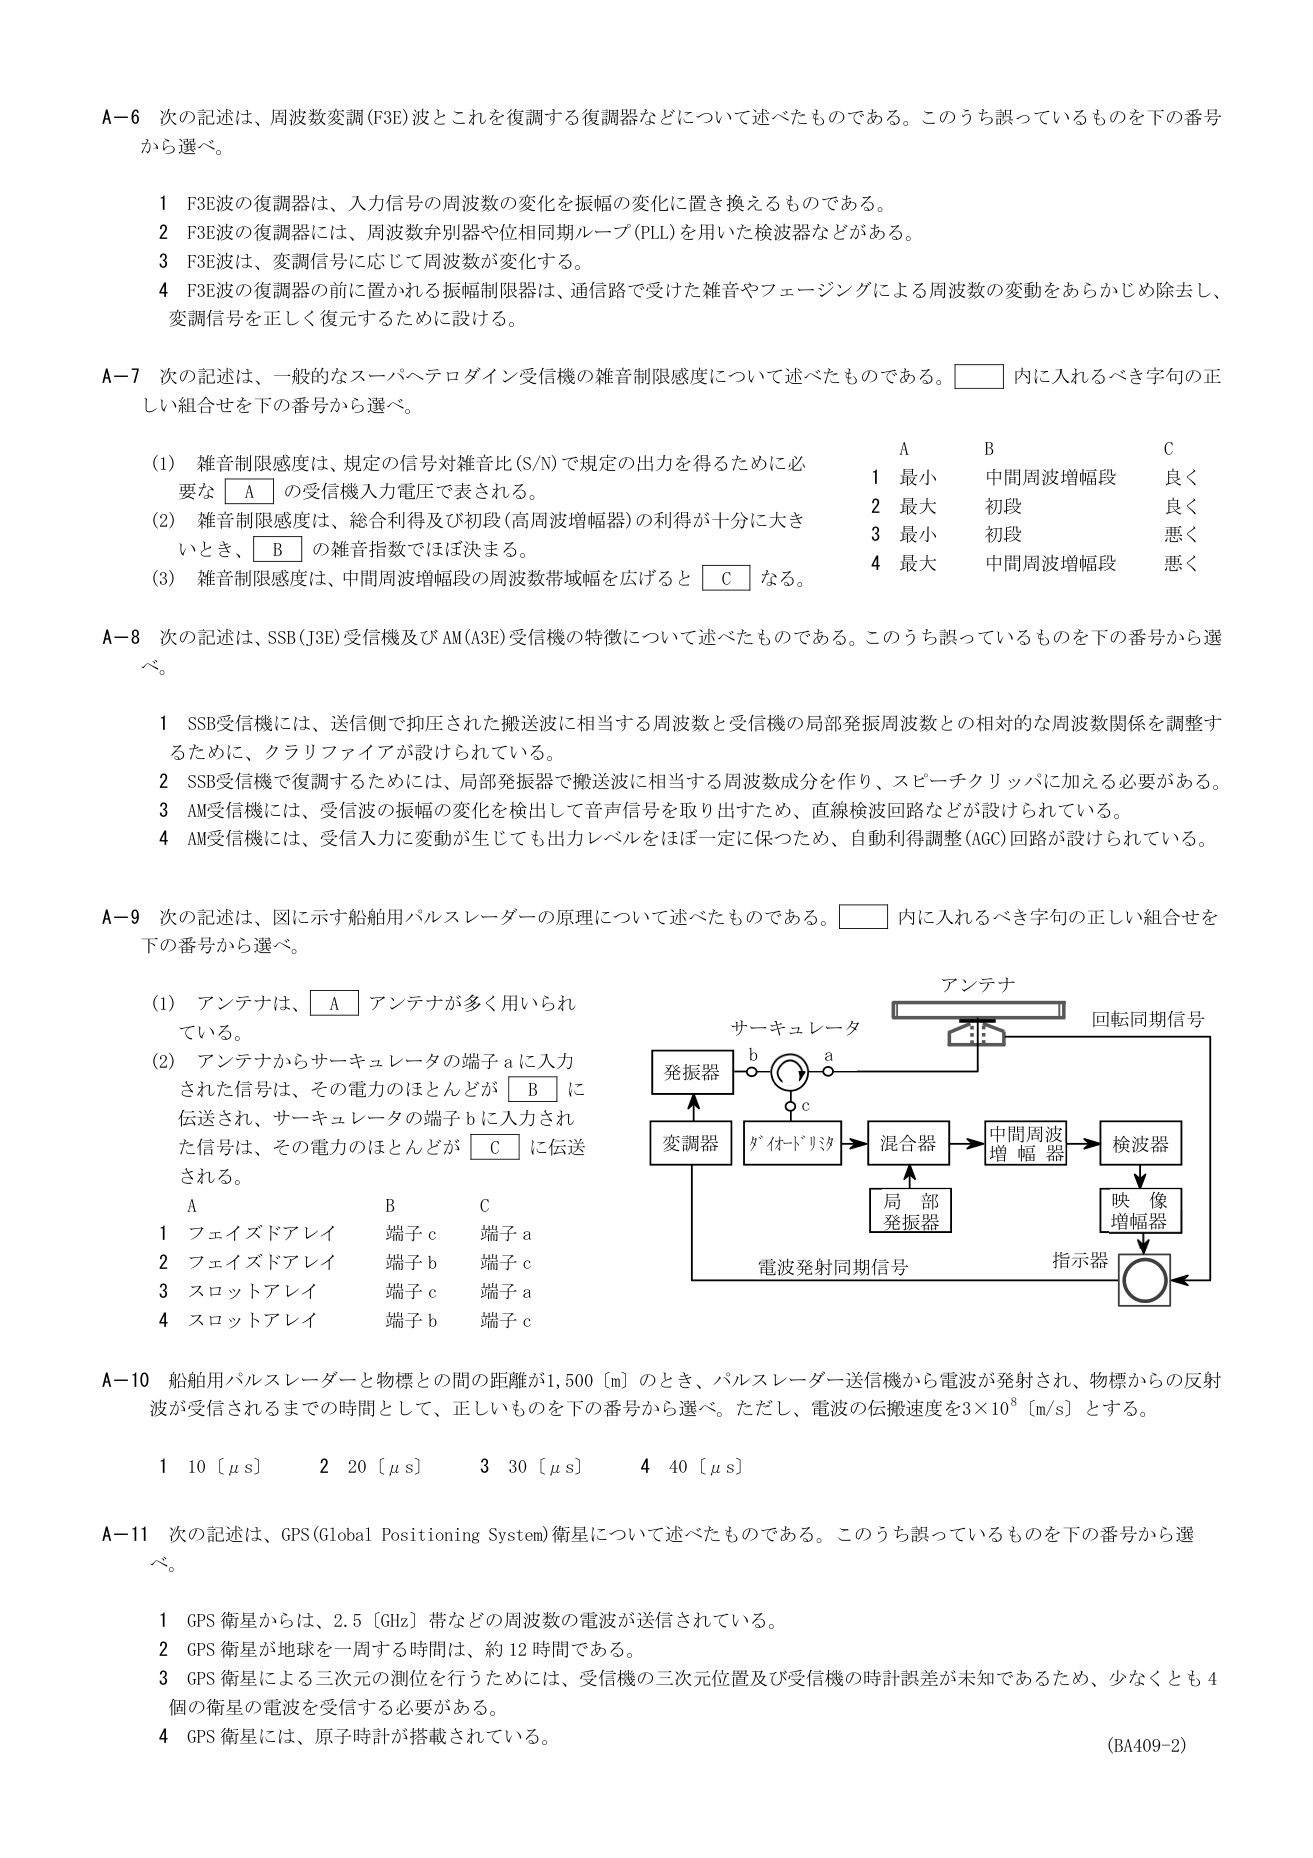 A－6　次の記述は、周波数変調(F3E)波とこれを復調する復調器などについて述べたものである。このうち誤っているものを下の番号
から選べ。
1　F3E波の復調器は、入力信号の周波数の変化を振幅の変化に置き換えるものである。
2　F3E波の復調器には、周波数弁別器や位相同期ループ(PLL)を用いた検波器などがある。
3　F3E波は、変調信号に応じて周波数が変化する。
4　F3E波の復調器の前に置かれる振幅制限器は、通信路で受けた雑音やフェージングによる周波数の変動をあらかじめ除去し、
変調信号を正しく復元するために設ける。
A－7　次の記述は、一般的なスーパヘテロダイン受信機の雑音制限感度について述べたものである。　　内に入れるべき字句の正
しい組合せを下の番号から選べ。
(1)　雑音制限感度は、規定の信号対雑音比(S/N)で規定の出力を得るために必
要な A の受信機入力電圧で表される。
(2)　雑音制限感度は、総合利得及び初段(高周波増幅器)の利得が十分に大き
いとき、 B の雑音指数でほぼ決まる。
(3)　雑音制限感度は、中間周波増幅段の周波数帯域幅を広げると C なる。
A　B　C
1　最小　中間周波増幅段　良く
2　最大　初段　良く
3　最小　初段　悪く
4　最大　中間周波増幅段　悪く
A－8　次の記述は、SSB(J3E)受信機及びAM(A3E)受信機の特徴について述べたものである。このうち誤っているものを下の番号から選
べ。
1　SSB受信機には、送信側で抑圧された搬送波に相当する周波数と受信機の局部発振周波数との相対的な周波数関係を調整す
るために、クラリファイアが設けられている。
2　SSB受信機で復調するためには、局部発振器で搬送波に相当する周波数成分を作り、スピーチクリッパに加える必要がある。
3　AM受信機には、受信波の振幅の変化を検出して音声信号を取り出すため、直線検波回路などが設けられている。
4　AM受信機には、受信入力に変動が生じても出力レベルをほぼ一定に保つため、自動利得調整(AGC)回路が設けられている。
A－9　次の記述は、図に示す船舶用パルスレーダーの原理について述べたものである。　　内に入れるべき字句の正しい組合せを
下の番号から選べ。
(1)　アンテナは、 A アンテナが多く用いられ
ている。
(2)　アンテナからサーキュレータの端子aに入力
された信号は、その電力のほとんどが B に
伝送され、サーキュレータの端子bに入力され
た信号は、その電力のほとんどが C に伝送
される。
A　B　C
1　フェイズドアレイ　端子c　端子a
2　フェイズドアレイ　端子b　端子c
3　スロットアレイ　端子c　端子a
4　スロットアレイ　端子b　端子c
アンテナ
サーキュレータ
回転同期信号
発振器
b
a
c
変調器
ﾀﾞｲｵｰﾄﾞﾘﾐﾀ
混合器
中間周波
増幅器
検波器
局部
発振器
映像
増幅器
電波発射同期信号
指示器
A－10　船舶用パルスレーダーと物標との間の距離が1,500〔m〕のとき、パルスレーダー送信機から電波が発射され、物標からの反射
波が受信されるまでの時間として、正しいものを下の番号から選べ。ただし、電波の伝搬速度を3×10⁸〔m/s〕とする。
1　10〔μs〕　2　20〔μs〕　3　30〔μs〕　4　40〔μs〕
A－11　次の記述は、GPS(Global Positioning System)衛星について述べたものである。このうち誤っているものを下の番号から選
べ。
1　GPS衛星からは、2.5〔GHz〕帯などの周波数の電波が送信されている。
2　GPS衛星が地球を一周する時間は、約12時間である。
3　GPS衛星による三次元の測位を行うためには、受信機の三次元位置及び受信機の時計誤差が未知であるため、少なくとも4
個の衛星の電波を受信する必要がある。
4　GPS衛星には、原子時計が搭載されている。
(BA409-2)